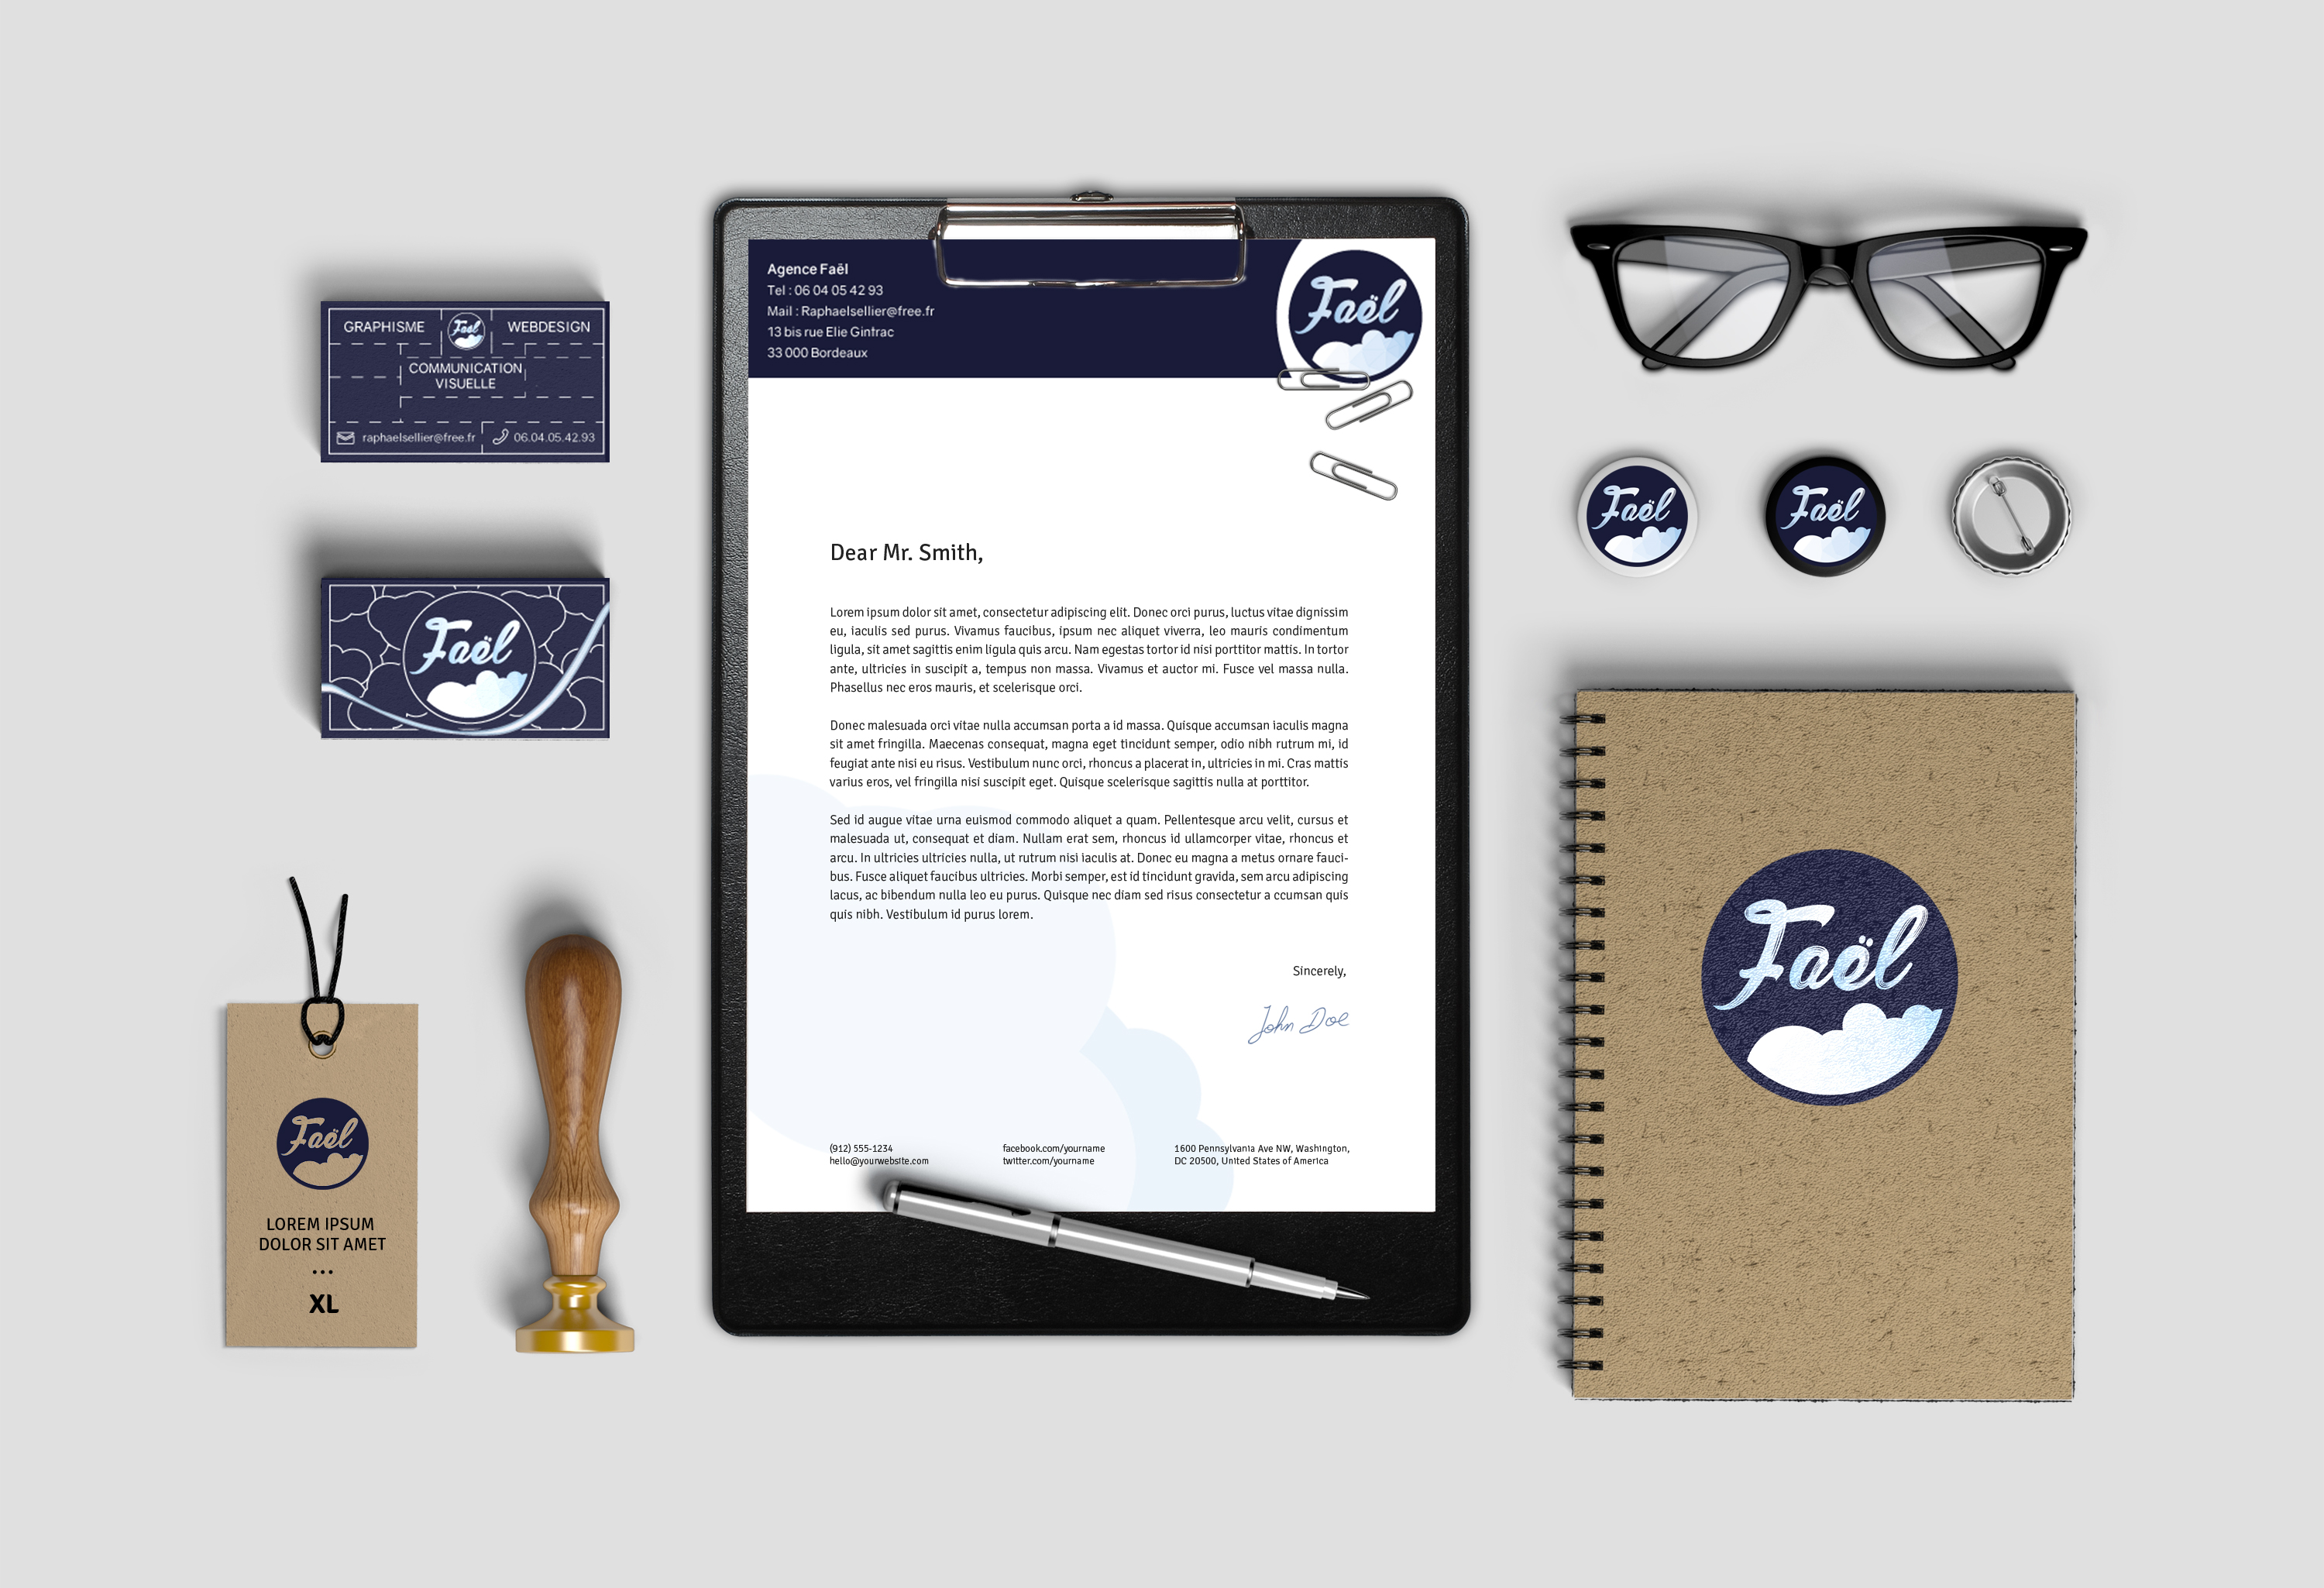 GRAPHISME
Faël
WEBDESIGN
COMMUNICATION
VISUELLE
raphaelsellier@free.fr
06.04.05.42.93
Faël
Faël
LOREM IPSUM
DOLOR SIT AMET
...
XL
Agence Faël
Tel : 06 04 05 42 93
Mail : Raphaelsellier@free.fr
13 bis rue Elie Gintrac
33 000 Bordeaux
Faël
Dear Mr. Smith,
Lorem ipsum dolor sit amet, consectetur adipiscing elit. Donec orci purus, luctus vitae dignissim
eu, iaculis sed purus. Vivamus faucibus, ipsum nec aliquet viverra, leo mauris condimentum
ligula, sit amet sagittis enim ligula quis arcu. Nam egestas tortor id nisi porttitor mattis. In tortor
ante, ultricies in suscipit a, tempus non massa. Vivamus et auctor mi. Fusce vel massa nulla.
Phasellus nec eros mauris, et scelerisque orci.
Donec malesuada orci vitae nulla accumsan porta a id massa. Quisque accumsan iaculis magna
sit amet fringilla. Maecenas consequat, magna eget tincidunt semper, odio nibh rutrum mi, id
feugiat ante nisi eu risus. Vestibulum nunc orci, rhoncus a placerat in, ultricies in mi. Cras mattis
varius eros, vel fringilla nisi suscipit eget. Quisque scelerisque sagittis nulla at porttitor.
Sed id augue vitae urna euismod commodo aliquet a quam. Pellentesque arcu velit, cursus et
malesuada ut, consequat et diam. Nullam erat sem, rhoncus id ullamcorper vitae, rhoncus et
arcu. In ultricies ultricies nulla, ut rutrum nisi iaculis at. Donec eu magna a metus ornare fauci-
bus. Fusce aliquet faucibus ultricies. Morbi semper, est id tincidunt gravida, sem arcu adipiscing
lacus, ac bibendum nulla leo eu purus. Quisque nec diam sed risus consectetur a ccumsan quis
quis nibh. Vestibulum id purus lorem.
Sincerely,
John Doe
(912) 555-1234
hello@yourwebsite.com
facebook.com/yourname
twitter.com/yourname
1600 Pennsylvania Ave NW, Washington,
DC 20500, United States of America
Faël
Faël
Faël